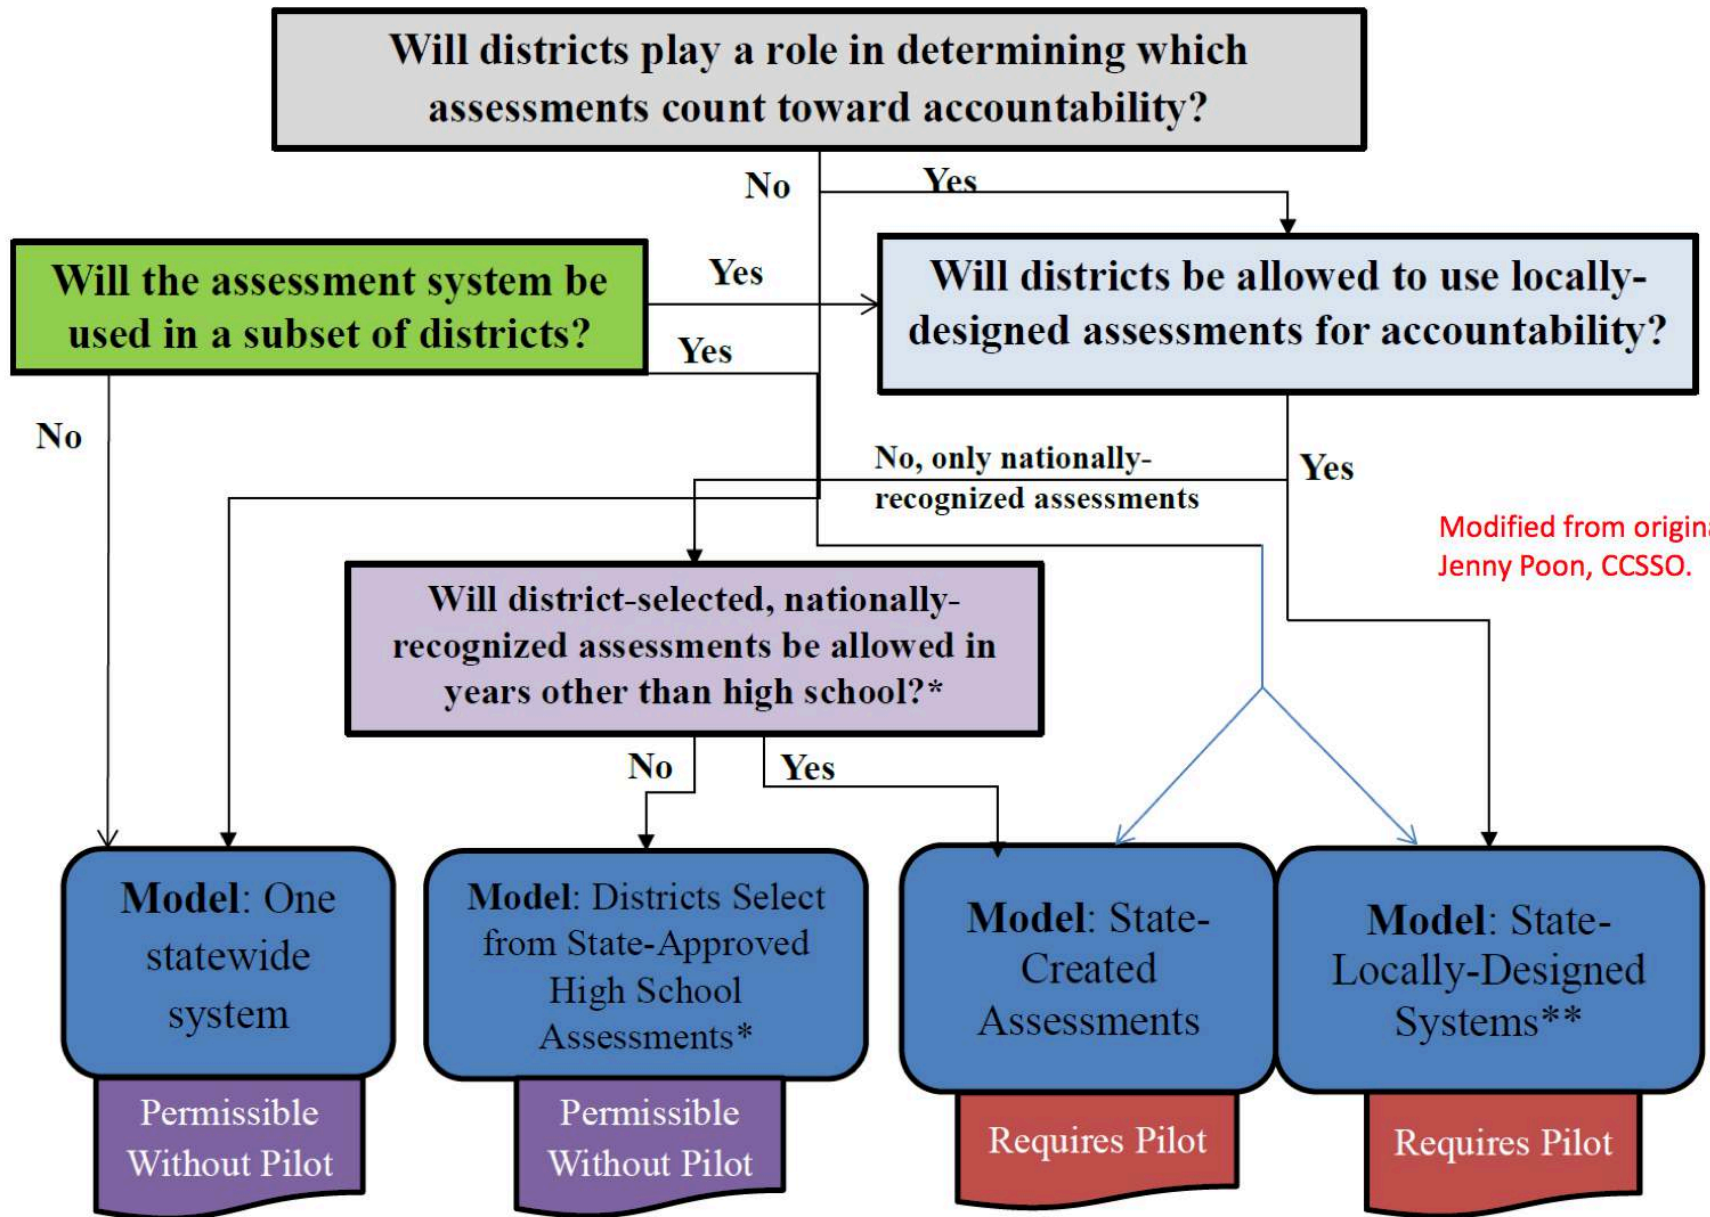 Will districts play a role in determining which
assessments count toward accountability?
No
Yes
Will the assessment system be
used in a subset of districts?
Yes
Will districts be allowed to use locally-
designed assessments for accountability?
Yes
No
No, only nationally-
recognized assessments
Yes
Modified from
Jenny Poon, CCSSO.
Will district-selected, nationally-
recognized assessments be allowed in
years other than high school?*
No
Yes
Model: One
statewide
system
Model: Districts Select
from State-Approved
High School
Assessments*
Model: State-
Created
Assessments
Model: State-
Locally-Designed
Systems**
Permissible
Without Pilot
Permissible
Without Pilot
Requires Pilot
Requires Pilot